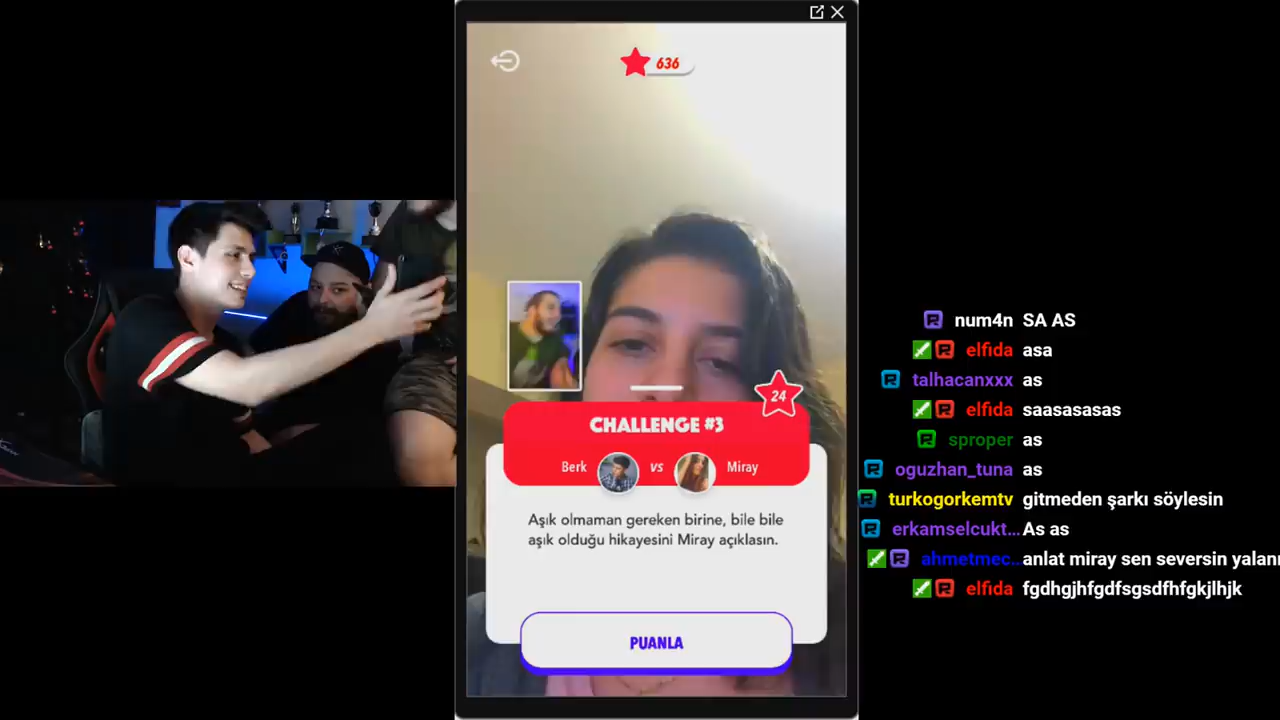 636
24
CHALLENGE #3
Berk vs Miray
Aşık olmaman gereken birine, bile bile
aşık olduğu hikayesini Miray açıklasın.
PUANLA
num4n SA AS
elfida asa
talhacanxxx as
elfida saasasasas
sproper as
oguzhan_tuna as
turkogorkemtv gitmeden şarkı söylesin
erkamselcukt... As as
ahmetmec... anlat miray sen seversin yalanı
elfida fgdhgjhfgdfsgsdfhfgkjlhjk